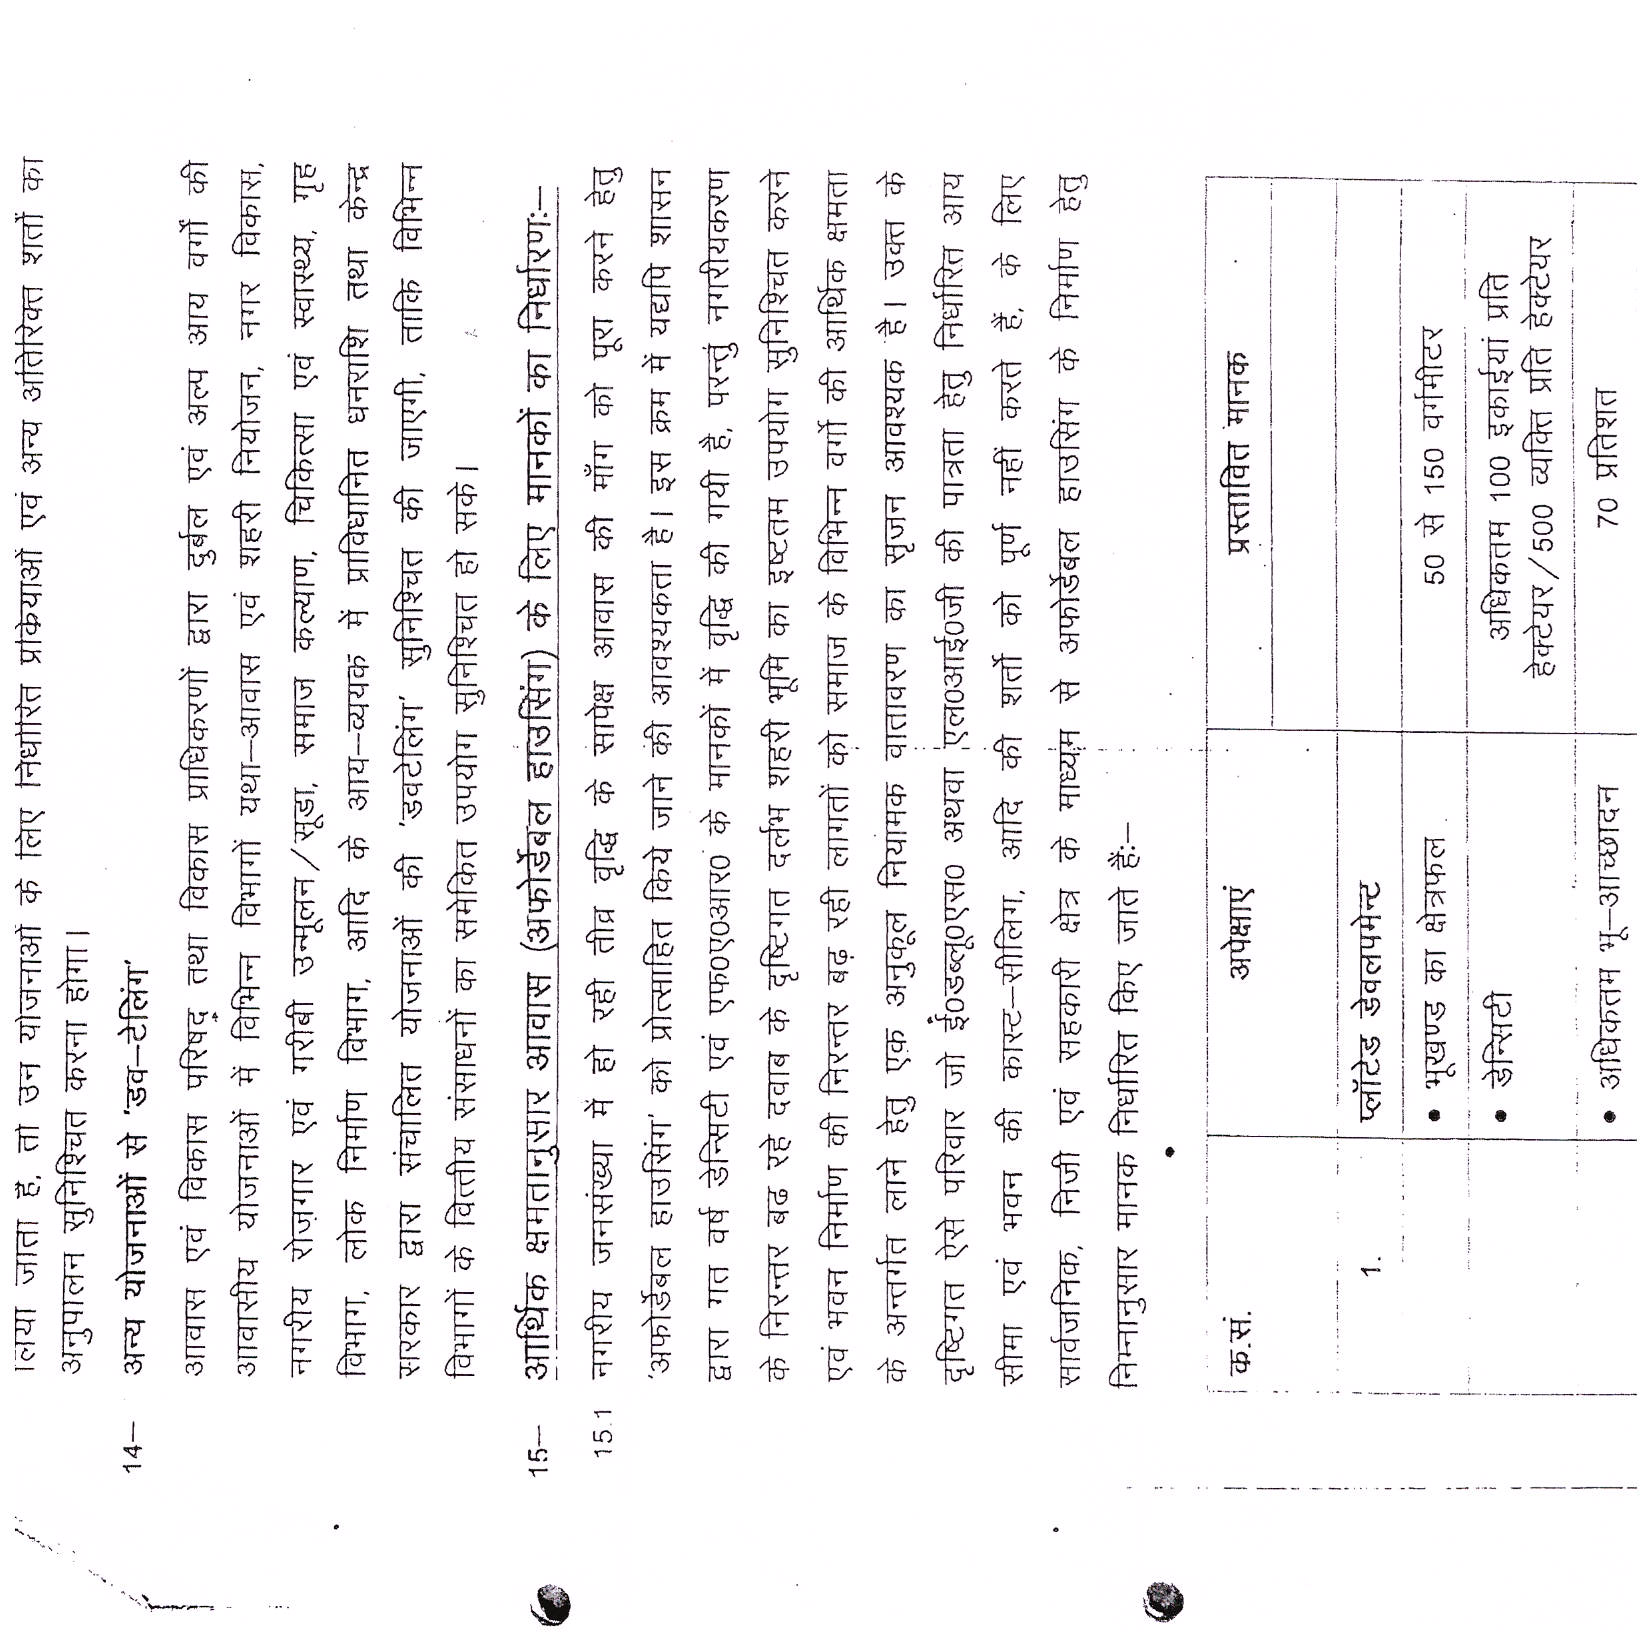 लिया जाता है, तो उन योजनाओं के लिए निर्धारित प्रक्रियाओं एवं अन्य अतिरिक्त शर्तों का
अनुपालन सुनिश्चित करना होगा।
14– अन्य योजनाओं से 'डव–टेलिंग'
आवास एवं विकास परिषद् तथा विकास प्राधिकरणों द्वारा दुर्बल एवं अल्प आय वर्गों की
आवासीय योजनाओं में विभिन्न विभागों यथा–आवास एवं शहरी नियोजन, नगर विकास,
नगरीय रोज़गार एवं गरीबी उन्मूलन/सूडा, समाज कल्याण, चिकित्सा एवं स्वास्थ्य, गृह
विभाग, लोक निर्माण विभाग, आदि के आय–व्ययक में प्राविधानित धनराशि तथा केन्द्र
सरकार द्वारा संचालित योजनाओं की 'डवटेलिंग' सुनिश्चित की जाएगी, ताकि विभिन्न
विभागों के वित्तीय संसाधनों का समेकित उपयोग सुनिश्चित हो सके।
15– आर्थिक क्षमतानुसार आवास (अफोर्डेबल हाउसिंग) के लिए मानकों का निर्धारण:–
15.1 नगरीय जनसंख्या में हो रही तीव्र वृद्धि के सापेक्ष आवास की माँग को पूरा करने हेतु
'अफोर्डेबल हाउसिंग' को प्रोत्साहित किये जाने की आवश्यकता है। इस क्रम में यद्यपि शासन
द्वारा गत वर्ष डेन्सिटी एवं एफ०ए०आर० के मानकों में वृद्धि की गयी है, परन्तु नगरीयकरण
के निरन्तर बढ रहे दवाब के दृष्टिगत दर्लभ शहरी भूमि का इष्टतम उपयोग सुनिश्चित करने
एवं भवन निर्माण की निरन्तर बढ़ रही लागतों को समाज के विभिन्न वर्गों की आर्थिक क्षमता
के अन्तर्गत लाने हेतु एक अनुकूल नियामक वातावरण का सृजन आवश्यक है। उक्त के
दृष्टिगत ऐसे परिवार जो ई०डब्लू०एस० अथवा एल०आई०जी की पात्रता हेतु निर्धारित आय
सीमा एवं भवन की कास्ट–सीलिंग, आदि की शर्तों को पूर्ण नहीं करते हैं, के लिए
सार्वजनिक, निजी एवं सहकारी क्षेत्र के माध्यम से अफोर्डेबल हाउसिंग के निर्माण हेतु
निम्नानुसार मानक निर्धारित किए जाते हैं:–
क.सं. अपेक्षाएं प्रस्तावित मानक
1. प्लॉटेड डेवलपमेन्ट
• भूखण्ड का क्षेत्रफल 50 से 150 वर्गमीटर
• डेन्सिटी अधिकतम 100 इकाईयां प्रति
हेक्टेयर/500 व्यक्ति प्रति हेक्टेयर
• अधिकतम भू–आच्छादन 70 प्रतिशत